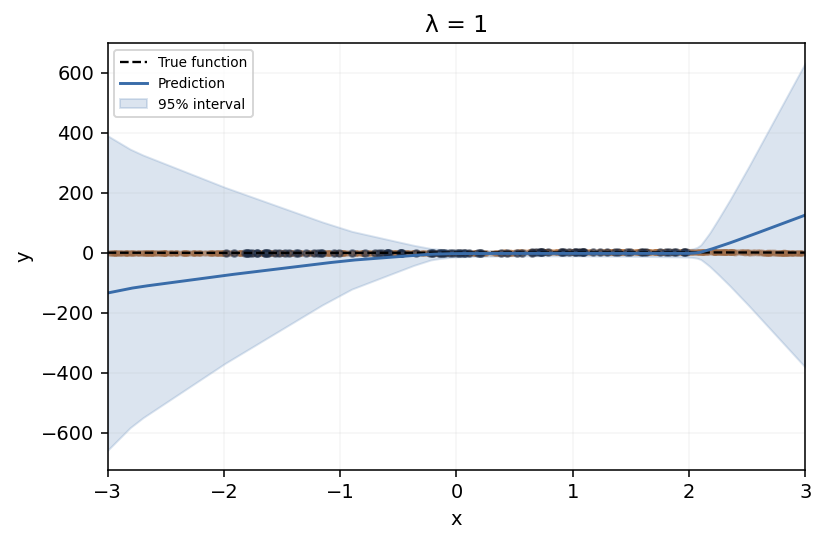 λ = 1
True function
Prediction
95% interval
600
400
200
0
−200
−400
−600
y
−3 −2 −1 0 1 2 3
x